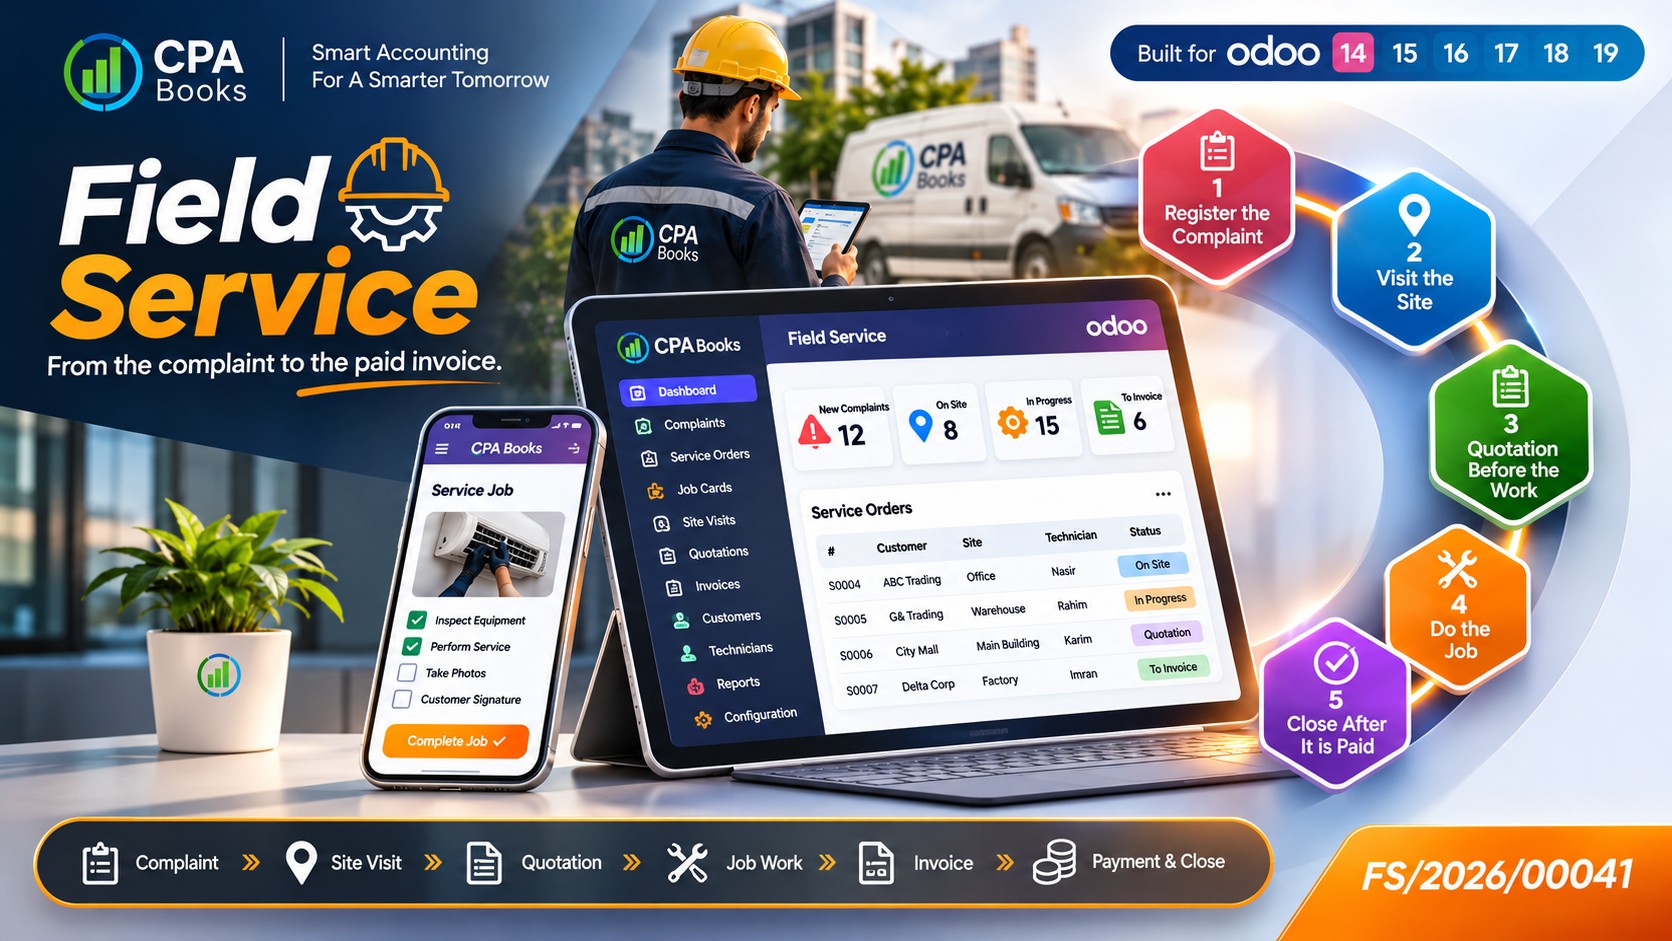 CPA
Books
Smart Accounting
For A Smarter Tomorrow
Built for odoo 14 15 16 17 18 19
Field
Service
From the complaint to the paid invoice.
CPA
Books
CPA
Books
1
Register the
Complaint
2
Visit the
Site
3
Quotation
Before the
Work
4
Do the
Job
5
Close After
It is Paid
CPA Books
Service Job
Inspect Equipment
Perform Service
Take Photos
Customer Signature
Complete Job
CPA Books
Dashboard
Complaints
Service Orders
Job Cards
Site Visits
Quotations
Invoices
Customers
Technicians
Reports
Configuration
Field Service
odoo
New Complaints
12
On Site
8
In Progress
15
To Invoice
6
Service Orders
# Customer Site Technician Status
S0004 ABC Trading Office Nasir On Site
S0005 G& Trading Warehouse Rahim In Progress
S0006 City Mall Main Building Karim Quotation
S0007 Delta Corp Factory Imran To Invoice
Complaint » Site Visit » Quotation » Job Work » Invoice » Payment & Close
FS/2026/00041